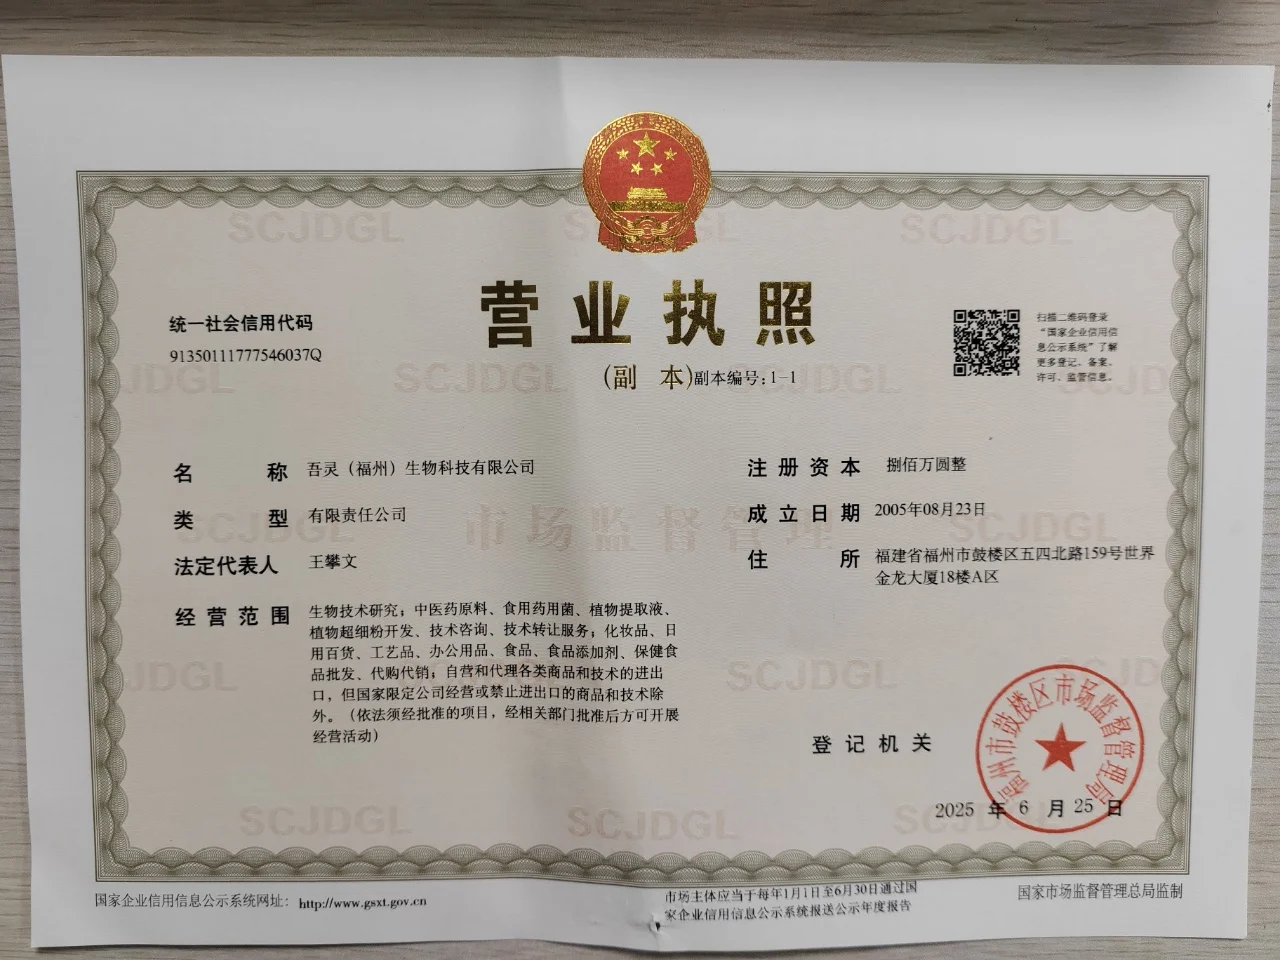 营业执照
(副 本)副本编号:1-1
统一社会信用代码
91350111777546037Q
扫描二维码登录
“国家企业信用信
息公示系统”了解
更多登记、备案、
许可、监管信息。
名 称 吾灵（福州）生物科技有限公司
类 型 有限责任公司
法定代表人 王攀文
经营范围 生物技术研究；中医药原料、食用药用菌、植物提取液、
植物超细粉开发、技术咨询、技术转让服务；化妆品、日
用百货、工艺品、办公用品、食品、食品添加剂、保健食
品批发、代购代销；自营和代理各类商品和技术的进出
口，但国家限定公司经营或禁止进出口的商品和技术除
外。（依法须经批准的项目，经相关部门批准后方可开展
经营活动）
注册资本 捌佰万圆整
成立日期 2005年08月23日
住 所 福建省福州市鼓楼区五四北路159号世界
金龙大厦18楼A区
登记机关
福州市鼓楼区市场监督管理局
2025 年 6 月 25 日
SCJDGL
市场监督管理
国家企业信用信息公示系统网址：http://www.gsxt.gov.cn
市场主体应当于每年1月1日至6月30日通过国
家企业信用信息公示系统报送公示年度报告
国家市场监督管理总局监制